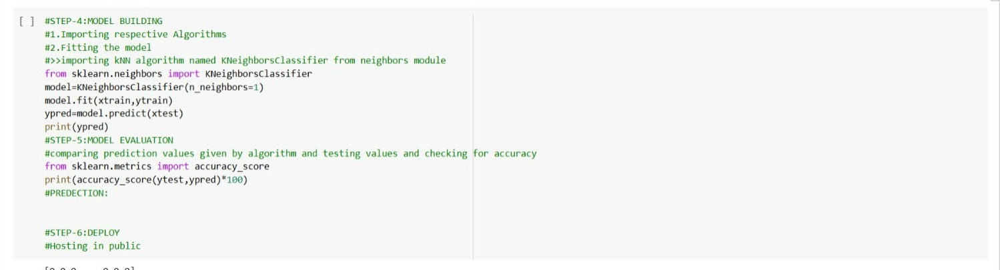 [ ] #STEP-4:MODEL BUILDING
#1.Importing respective Algorithms
#2.Fitting the model
#>>importing kNN algorithm named KNeighborsClassifier from neighbors module
from sklearn.neighbors import KNeighborsClassifier
model=KNeighborsClassifier(n_neighbors=1)
model.fit(xtrain,ytrain)
ypred=model.predict(xtest)
print(ypred)
#STEP-5:MODEL EVALUATION
#comparing prediction values given by algorithm and testing values and checking for accuracy
from sklearn.metrics import accuracy_score
print(accuracy_score(ytest,ypred)*100)
#PREDECTION:
#STEP-6:DEPLOY
#Hosting in public